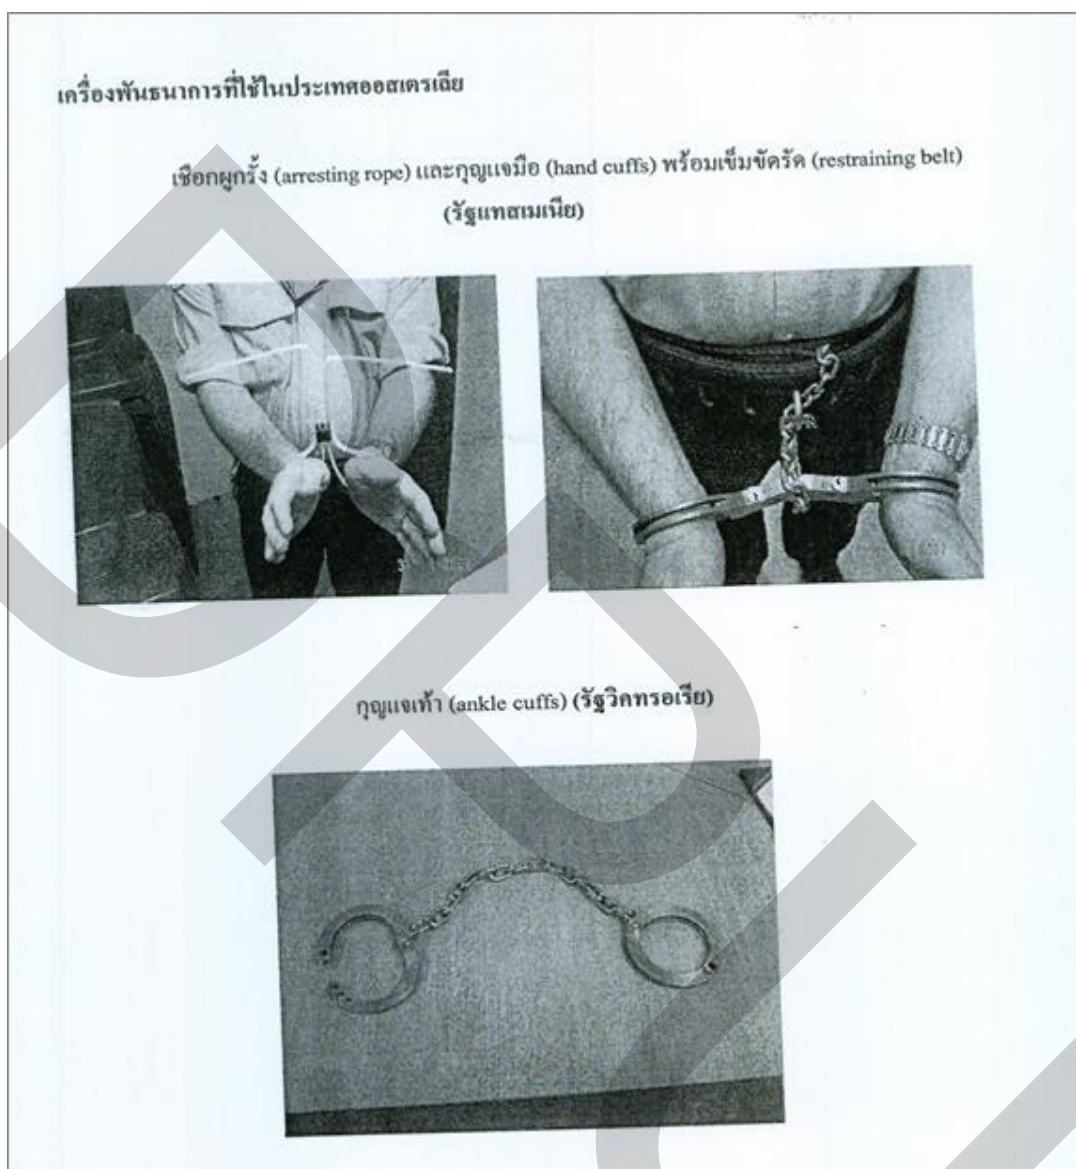 เครื่องพันธนาการที่ใช้ในประเทศออสเตรเลีย
เชือกผูกรั้ง (arresting rope) และกุญแจมือ (hand cuffs) พร้อมเข็มขัดรัด (restraining belt)
(รัฐแทสเมเนีย)
กุญแจเท้า (ankle cuffs) (รัฐวิคทรอเรีย)